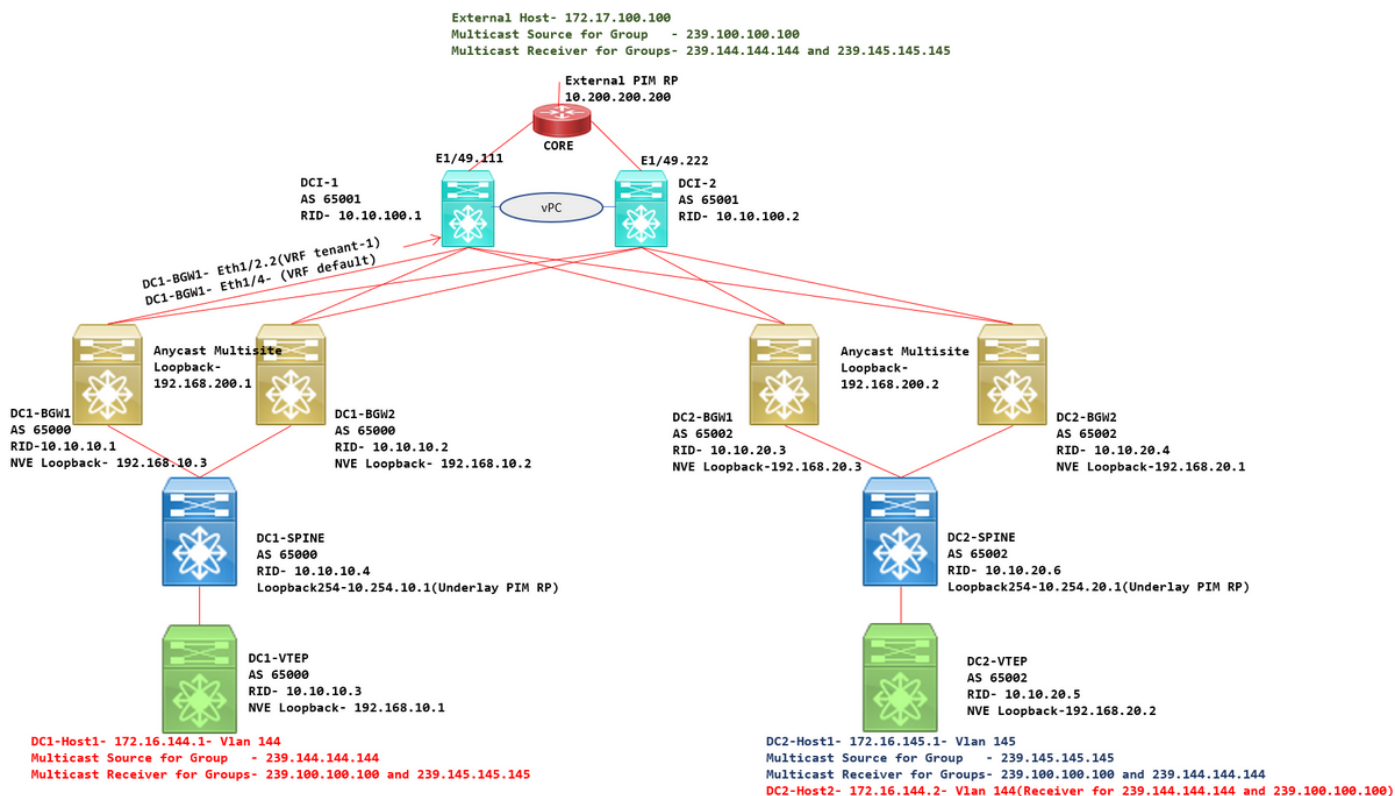 External Host- 172.17.100.100
Multicast Source for Group   - 239.100.100.100
Multicast Receiver for Groups- 239.144.144.144 and 239.145.145.145
External PIM RP
10.200.200.200
CORE
E1/49.111
E1/49.222
DCI-1
AS 65001
RID- 10.10.100.1
vPC
DCI-2
AS 65001
RID- 10.10.100.2
DC1-BGW1- Eth1/2.2(VRF tenant-1)
DC1-BGW1- Eth1/4- (VRF default)
Anycast Multisite
Loopback-
192.168.200.1
Anycast Multisite
Loopback-
192.168.200.2
DC1-BGW1
AS 65000
RID-10.10.10.1
NVE Loopback- 192.168.10.3
DC1-BGW2
AS 65000
RID- 10.10.10.2
NVE Loopback- 192.168.10.2
DC2-BGW1
AS 65002
RID- 10.10.20.3
NVE Loopback-192.168.20.3
DC2-BGW2
AS 65002
RID- 10.10.20.4
NVE Loopback-192.168.20.1
DC1-SPINE
AS 65000
RID- 10.10.10.4
Loopback254-10.254.10.1(Underlay PIM RP)
DC2-SPINE
AS 65002
RID- 10.10.20.6
Loopback254-10.254.20.1(Underlay PIM RP)
DC1-VTEP
AS 65000
RID- 10.10.10.3
NVE Loopback- 192.168.10.1
DC2-VTEP
AS 65002
RID- 10.10.20.5
NVE Loopback-192.168.20.2
DC1-Host1- 172.16.144.1- Vlan 144
Multicast Source for Group   - 239.144.144.144
Multicast Receiver for Groups- 239.100.100.100 and 239.145.145.145
DC2-Host1- 172.16.145.1- Vlan 145
Multicast Source for Group   - 239.145.145.145
Multicast Receiver for Groups- 239.100.100.100 and 239.144.144.144
DC2-Host2- 172.16.144.2- Vlan 144(Receiver for 239.144.144.144 and 239.100.100.100)